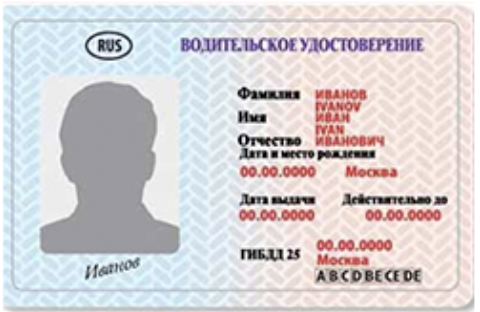 RUS
ВОДИТЕЛЬСКОЕ УДОСТОВЕРЕНИЕ
Фамилия ИВАНОВ
IVANOV
Имя ИВАН
IVAN
Отчество ИВАНОВИЧ
Дата и место рождения
00.00.0000 Москва
Дата выдачи Действительно до
00.00.0000 00.00.0000
ГИБДД 25 00.00.0000
Москва
A B C D BE CE DE
Иванов